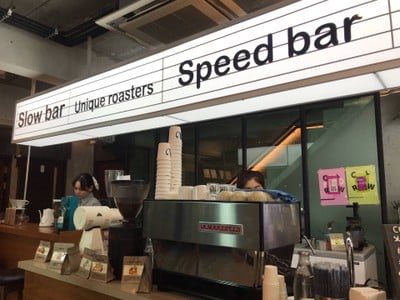 Slow bar
Unique roasters
Speed bar